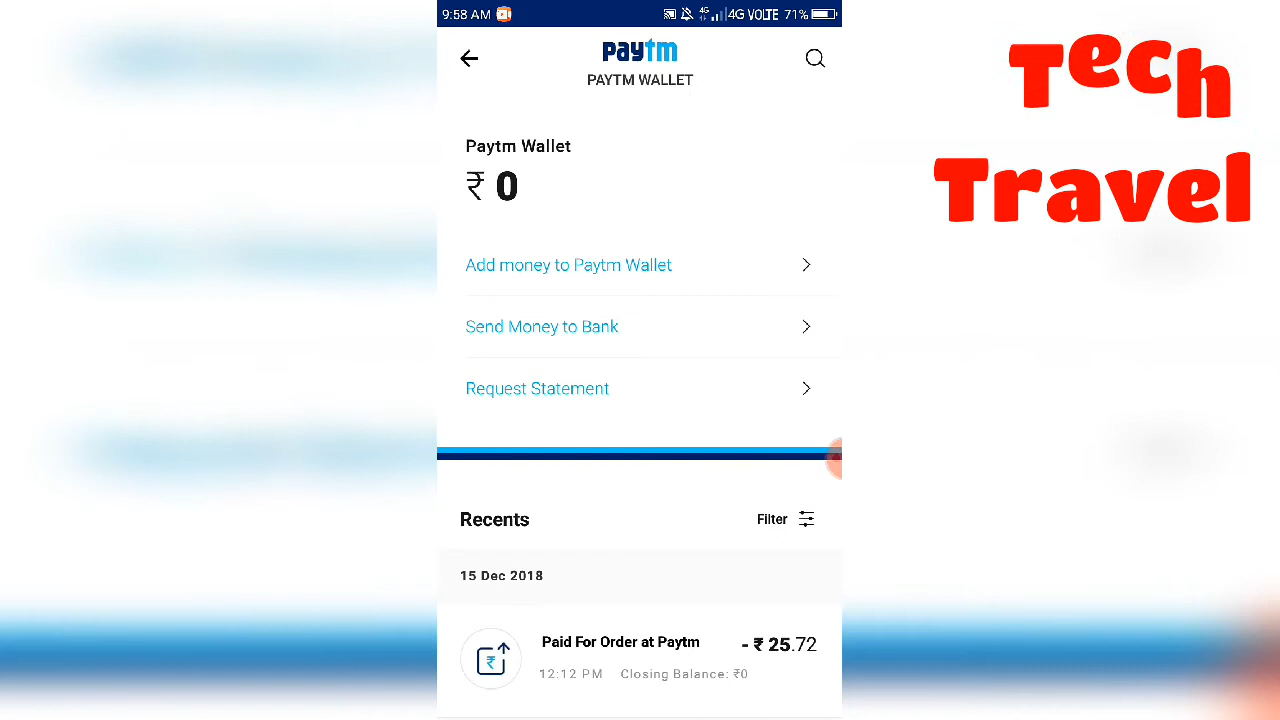 9:58 AM 4G 4G VOLTE 71%
paytm
PAYTM WALLET
Tech
Travel
Paytm Wallet
₹ 0
Add money to Paytm Wallet
Send Money to Bank
Request Statement
Recents Filter
15 Dec 2018
Paid For Order at Paytm - ₹ 25.72
12:12 PM Closing Balance: ₹0